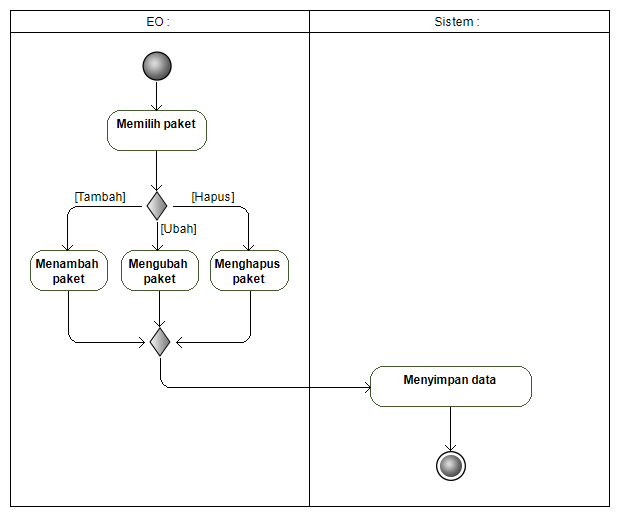 EO :
Sistem :
Memilih paket
[Tambah]
[Hapus]
[Ubah]
Menambah
paket
Mengubah
paket
Menghapus
paket
Menyimpan data